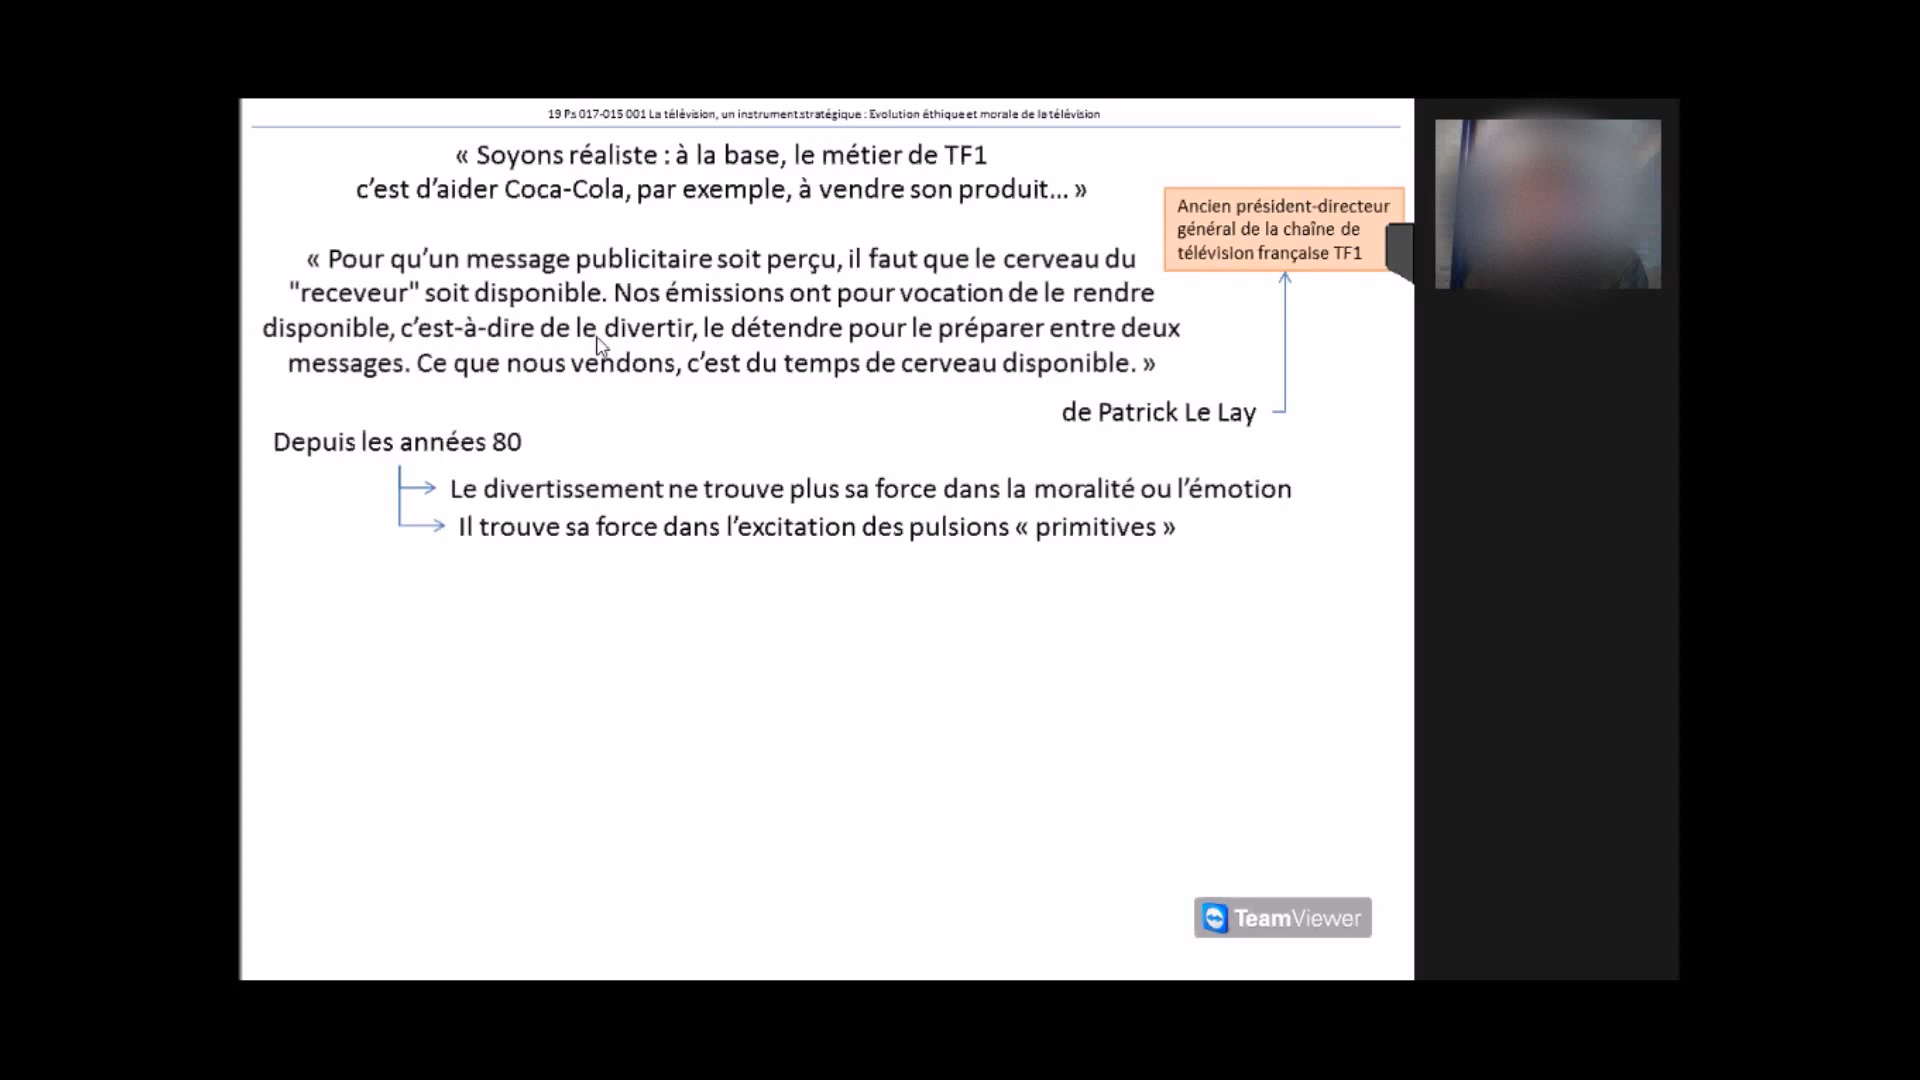 19 Ps 017-015 001 La télévision, un instrument stratégique : Evolution éthique et morale de la télévision
« Soyons réaliste : à la base, le métier de TF1
c’est d’aider Coca-Cola, par exemple, à vendre son produit... »
Ancien président-directeur
général de la chaîne de
télévision française TF1
« Pour qu’un message publicitaire soit perçu, il faut que le cerveau du
"receveur" soit disponible. Nos émissions ont pour vocation de le rendre
disponible, c’est-à-dire de le divertir, le détendre pour le préparer entre deux
messages. Ce que nous vendons, c’est du temps de cerveau disponible. »
de Patrick Le Lay
Depuis les années 80
Le divertissement ne trouve plus sa force dans la moralité ou l’émotion
Il trouve sa force dans l’excitation des pulsions « primitives »
TeamViewer